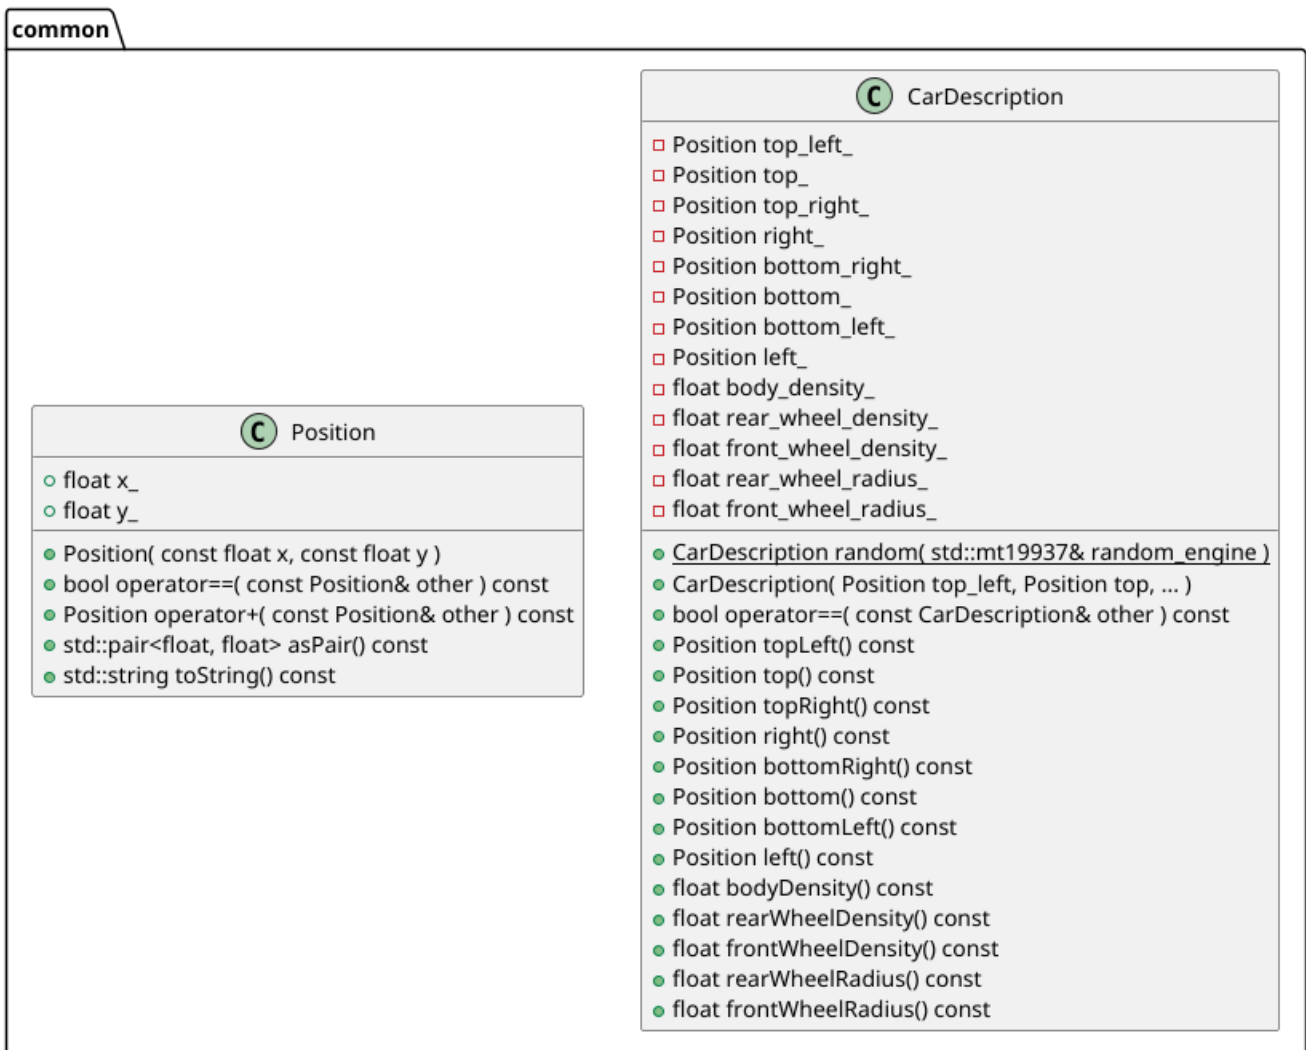 common
C Position
float x_
float y_
Position( const float x, const float y )
bool operator==( const Position& other ) const
Position operator+( const Position& other ) const
std::pair<float, float> asPair() const
std::string toString() const
C CarDescription
Position top_left_
Position top_
Position top_right_
Position right_
Position bottom_right_
Position bottom_
Position bottom_left_
Position left_
float body_density_
float rear_wheel_density_
float front_wheel_density_
float rear_wheel_radius_
float front_wheel_radius_
CarDescription random( std::mt19937& random_engine )
CarDescription( Position top_left, Position top, ... )
bool operator==( const CarDescription& other ) const
Position topLeft() const
Position top() const
Position topRight() const
Position right() const
Position bottomRight() const
Position bottom() const
Position bottomLeft() const
Position left() const
float bodyDensity() const
float rearWheelDensity() const
float frontWheelDensity() const
float rearWheelRadius() const
float frontWheelRadius() const